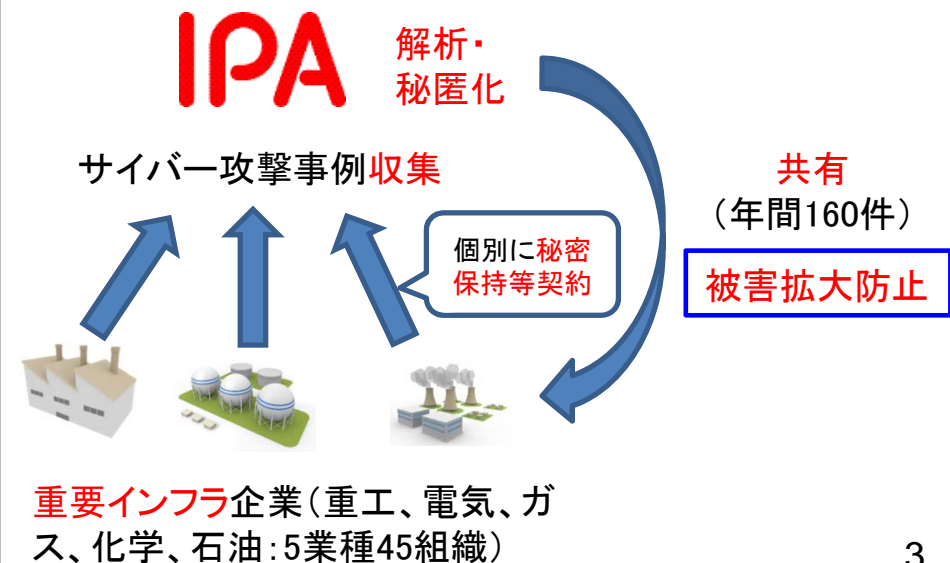 IPA
解析・
秘匿化
サイバー攻撃事例収集
個別に秘密
保持等契約
共有
（年間160件）
被害拡大防止
重要インフラ企業（重工、電気、ガ
ス、化学、石油：5業種45組織）
3